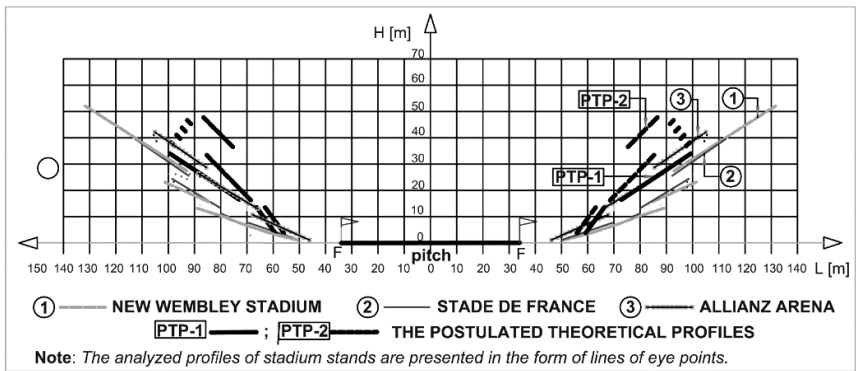 H [m]
70
60
50
40
30
20
10
0
PTP-2
3
1
PTP-1
2
F
pitch
F
150 140 130 120 110 100 90 80 70 60 50 40 30 20 10 0 10 20 30 40 50 60 70 80 90 100 110 120 130 140 L [m]
1 NEW WEMBLEY STADIUM 2 STADE DE FRANCE 3 ALLIANZ ARENA
PTP-1 ; PTP-2 THE POSTULATED THEORETICAL PROFILES
Note: The analyzed profiles of stadium stands are presented in the form of lines of eye points.